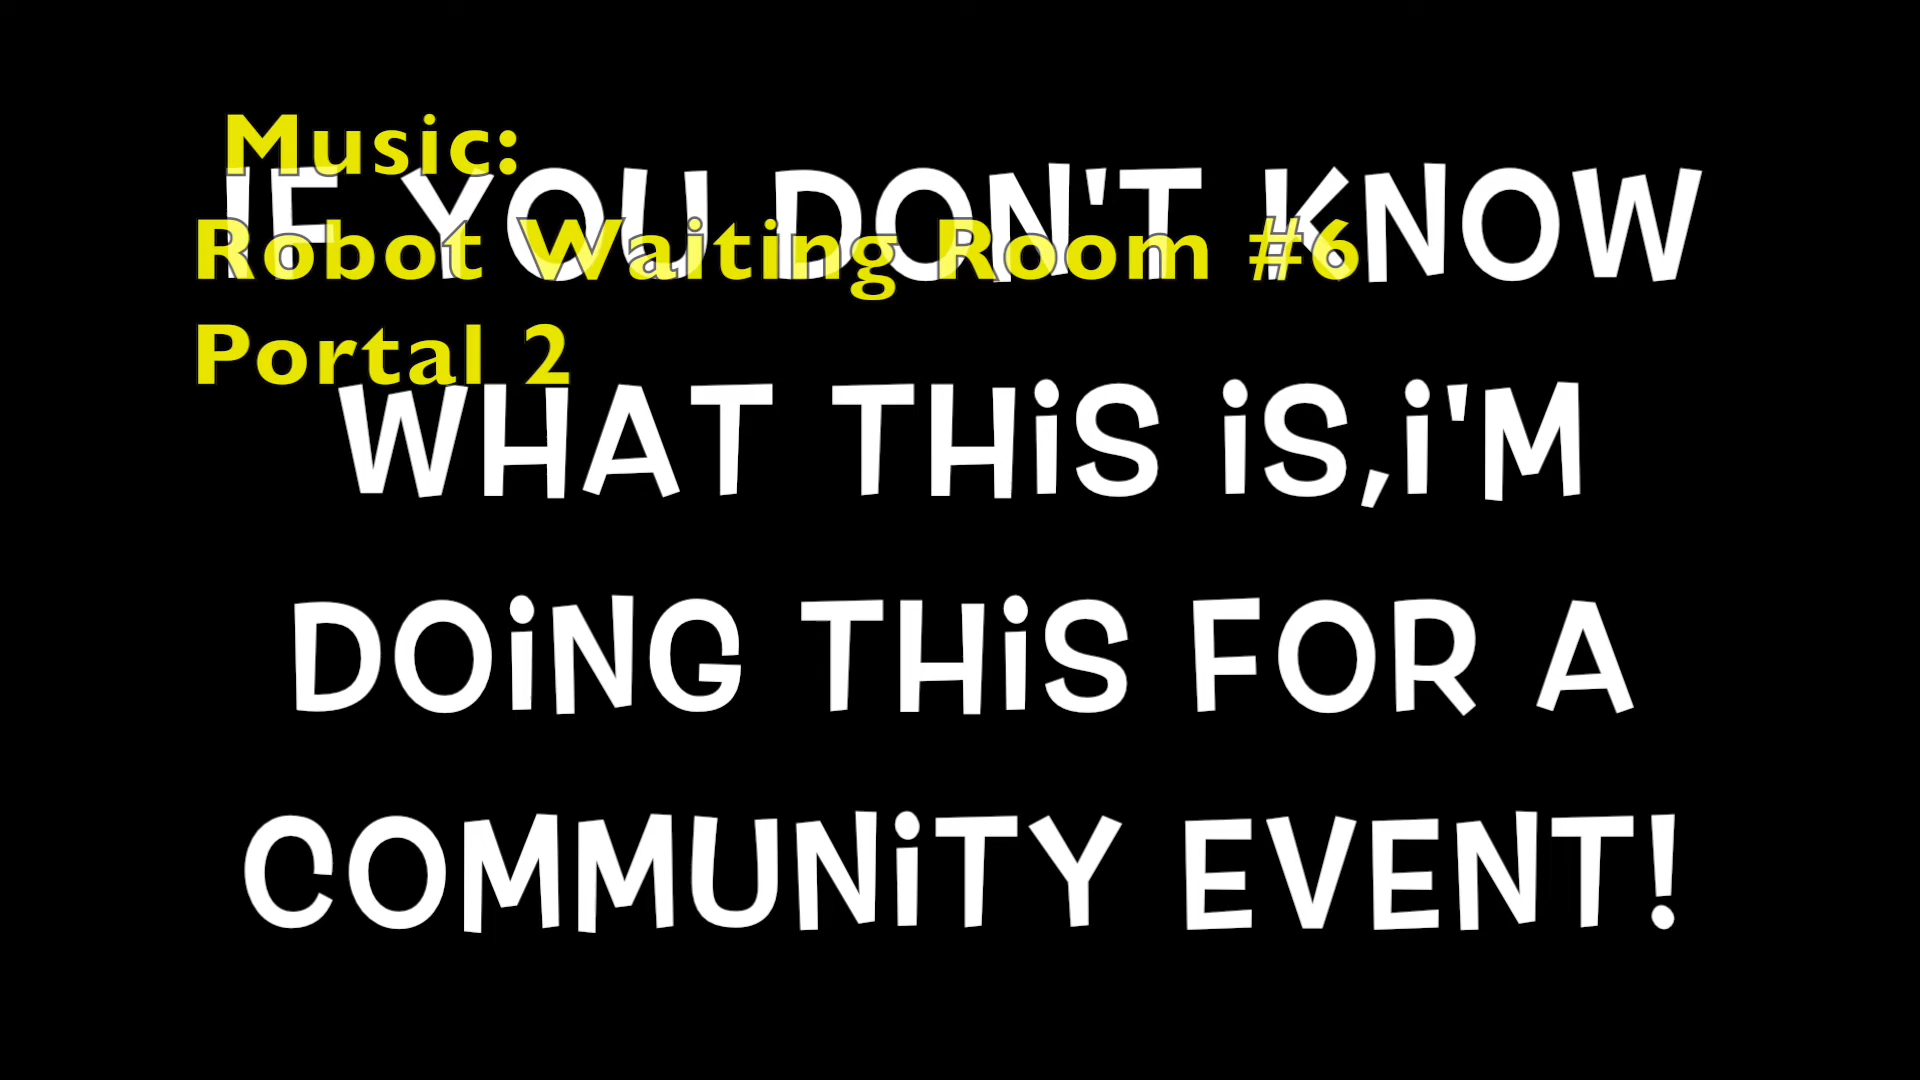 Music:
Robot Waiting Room #6
Portal 2
IF YOU DON'T KNOW
WHAT THiS iS,i'M
DOiNG THiS FOR A
COMMUNiTY EVENT!